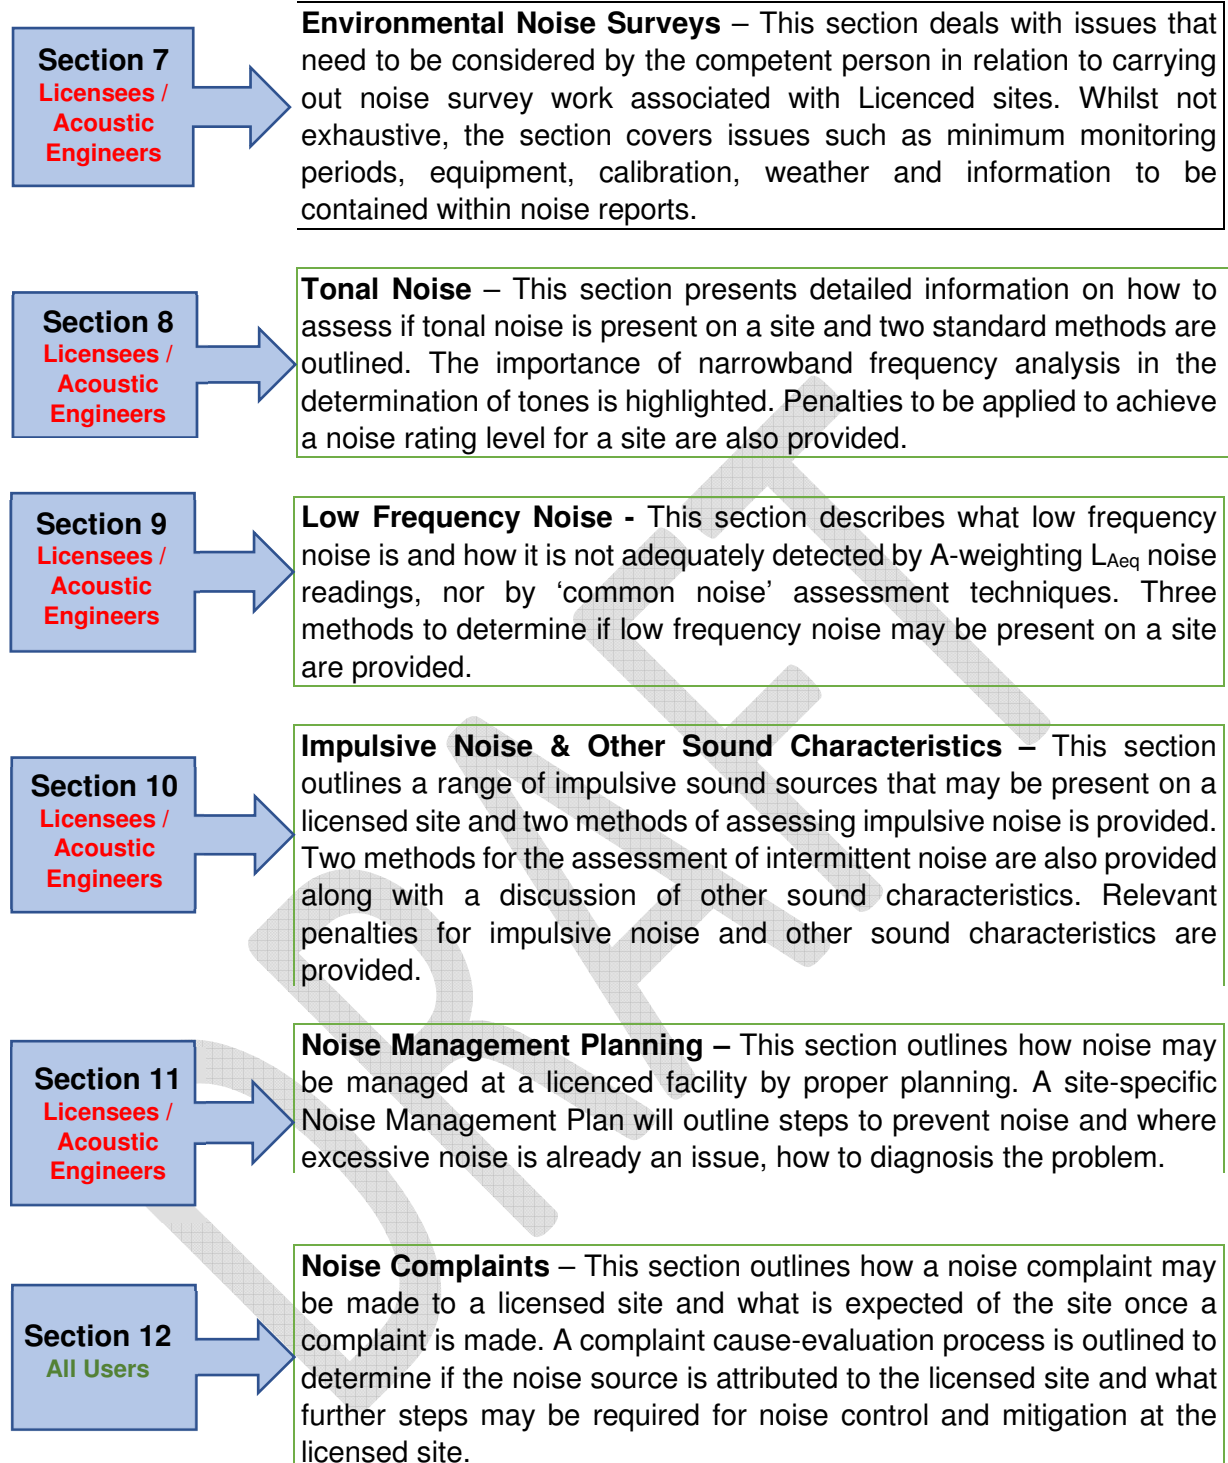 Section 7
Licensees /
Acoustic
Engineers
Environmental Noise Surveys – This section deals with issues that
need to be considered by the competent person in relation to carrying
out noise survey work associated with Licenced sites. Whilst not
exhaustive, the section covers issues such as minimum monitoring
periods, equipment, calibration, weather and information to be
contained within noise reports.
Section 8
Licensees /
Acoustic
Engineers
Tonal Noise – This section presents detailed information on how to
assess if tonal noise is present on a site and two standard methods are
outlined. The importance of narrowband frequency analysis in the
determination of tones is highlighted. Penalties to be applied to achieve
a noise rating level for a site are also provided.
Section 9
Licensees /
Acoustic
Engineers
Low Frequency Noise - This section describes what low frequency
noise is and how it is not adequately detected by A-weighting LAeq noise
readings, nor by ‘common noise’ assessment techniques. Three
methods to determine if low frequency noise may be present on a site
are provided.
Section 10
Licensees /
Acoustic
Engineers
Impulsive Noise & Other Sound Characteristics – This section
outlines a range of impulsive sound sources that may be present on a
licensed site and two methods of assessing impulsive noise is provided.
Two methods for the assessment of intermittent noise are also provided
along with a discussion of other sound characteristics. Relevant
penalties for impulsive noise and other sound characteristics are
provided.
Section 11
Licensees /
Acoustic
Engineers
Noise Management Planning – This section outlines how noise may
be managed at a licenced facility by proper planning. A site-specific
Noise Management Plan will outline steps to prevent noise and where
excessive noise is already an issue, how to diagnosis the problem.
Section 12
All Users
Noise Complaints – This section outlines how a noise complaint may
be made to a licensed site and what is expected of the site once a
complaint is made. A complaint cause-evaluation process is outlined to
determine if the noise source is attributed to the licensed site and what
further steps may be required for noise control and mitigation at the
licensed site.
DRAFT